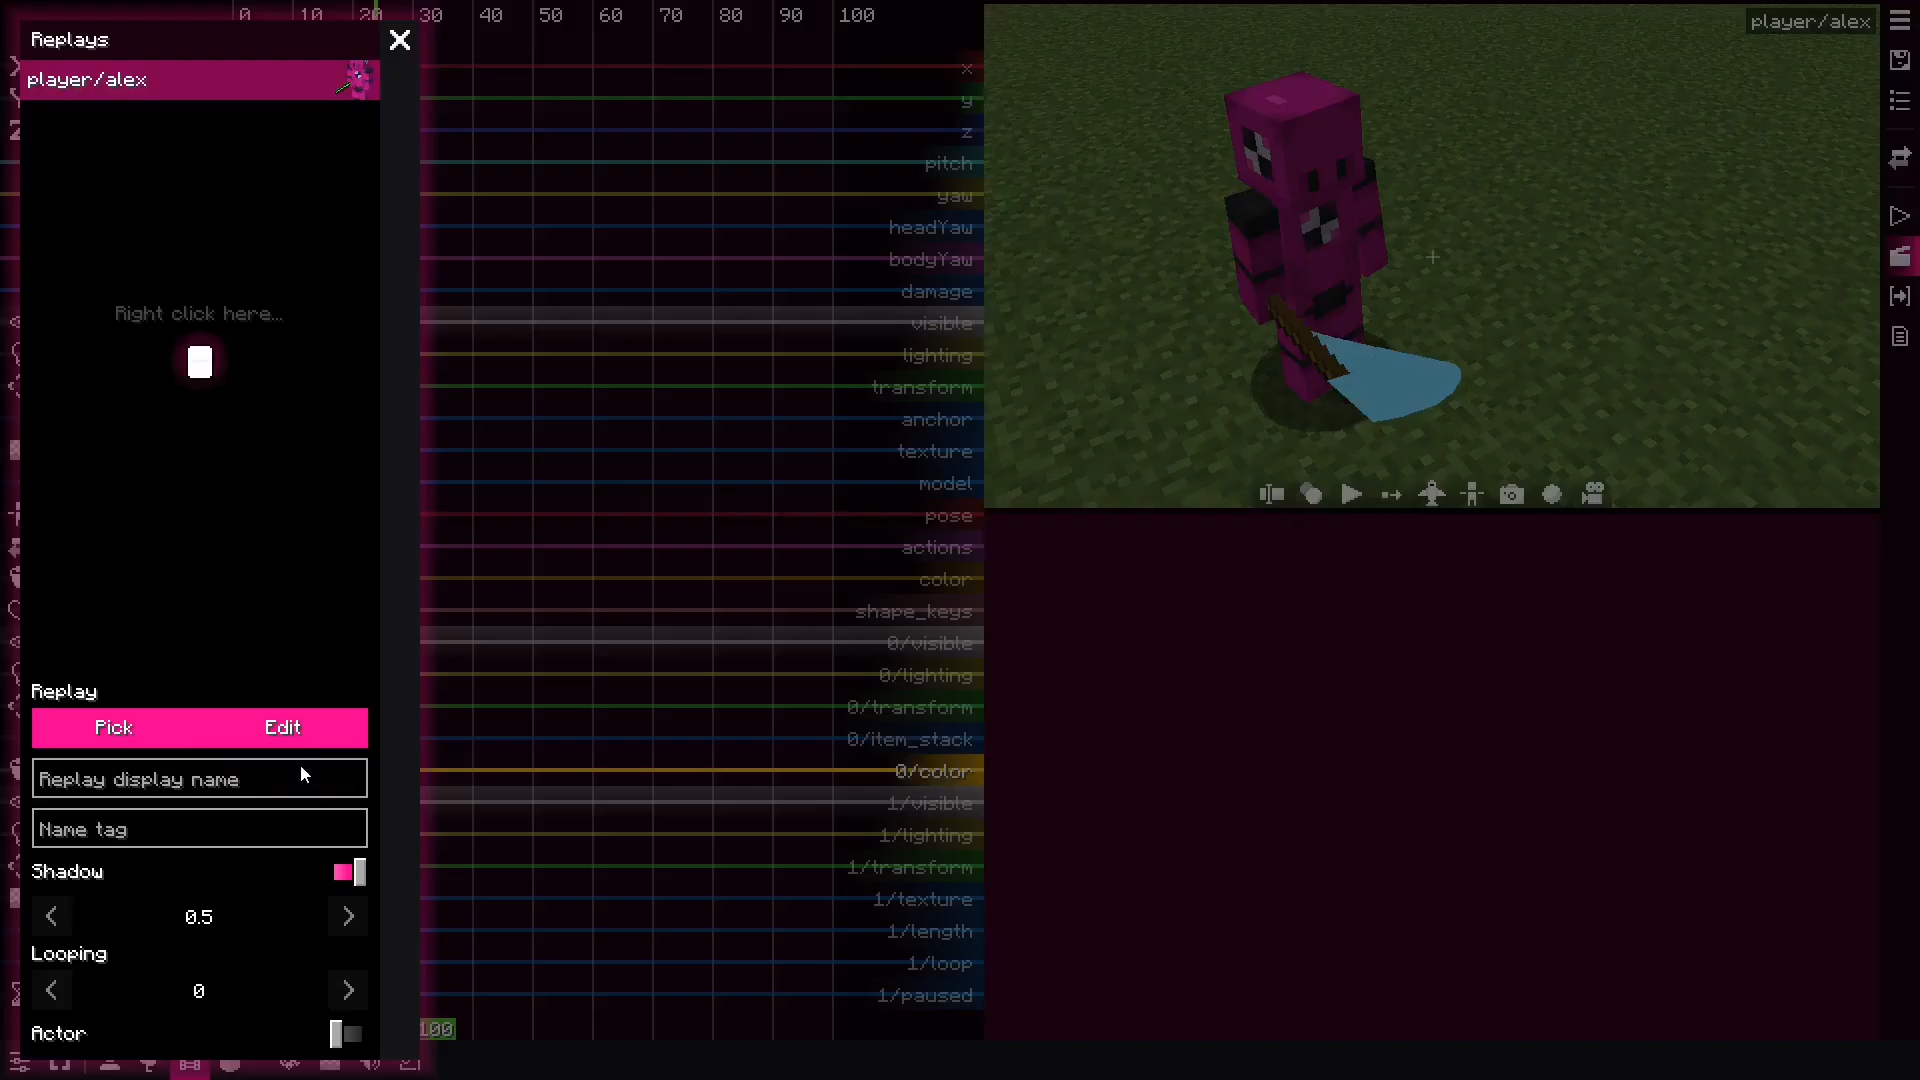 0 10 20 30 40 50 60 70 80 90 100
Replays
player/alex
Right click here...
Replay
Pick
Edit
Replay display name
Name tag
Shadow
0.5
Looping
0
Actor
x
y
z
pitch
yaw
headYaw
bodyYaw
damage
visible
lighting
transform
anchor
texture
model
pose
actions
color
shape_keys
0/visible
0/lighting
0/transform
0/item_stack
0/color
1/visible
1/lighting
1/transform
1/texture
1/length
1/loop
1/paused
100
player/alex